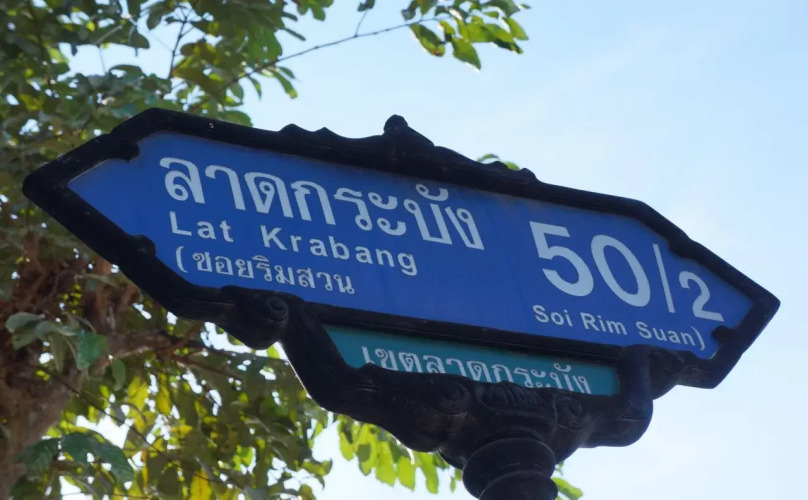 ลาดกระบัง 50/2
Lat Krabang
(ซอยริมสวน Soi Rim Suan)
เขตลาดกระบัง